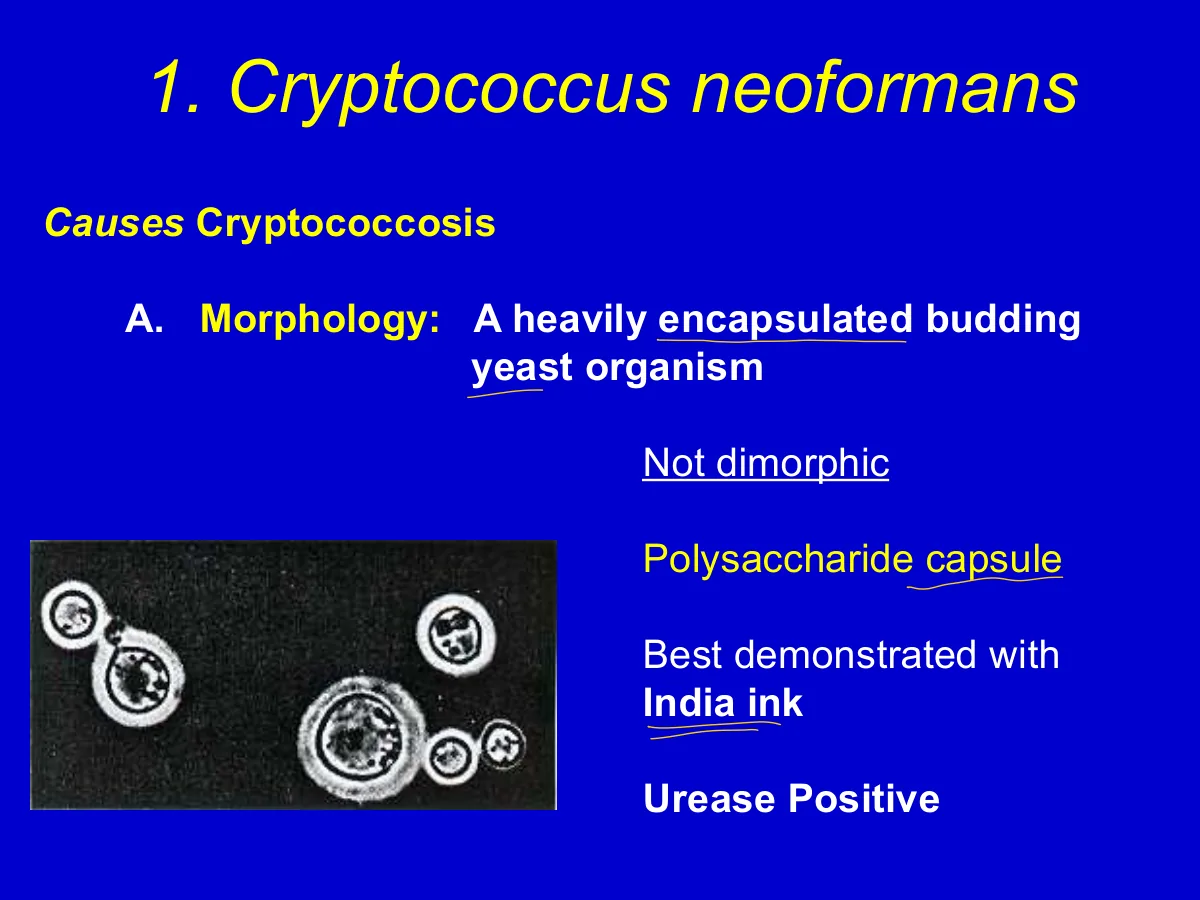 1. Cryptococcus neoformans
Causes Cryptococcosis
A. Morphology: A heavily encapsulated budding
yeast organism
Not dimorphic
Polysaccharide capsule
Best demonstrated with
India ink
Urease Positive